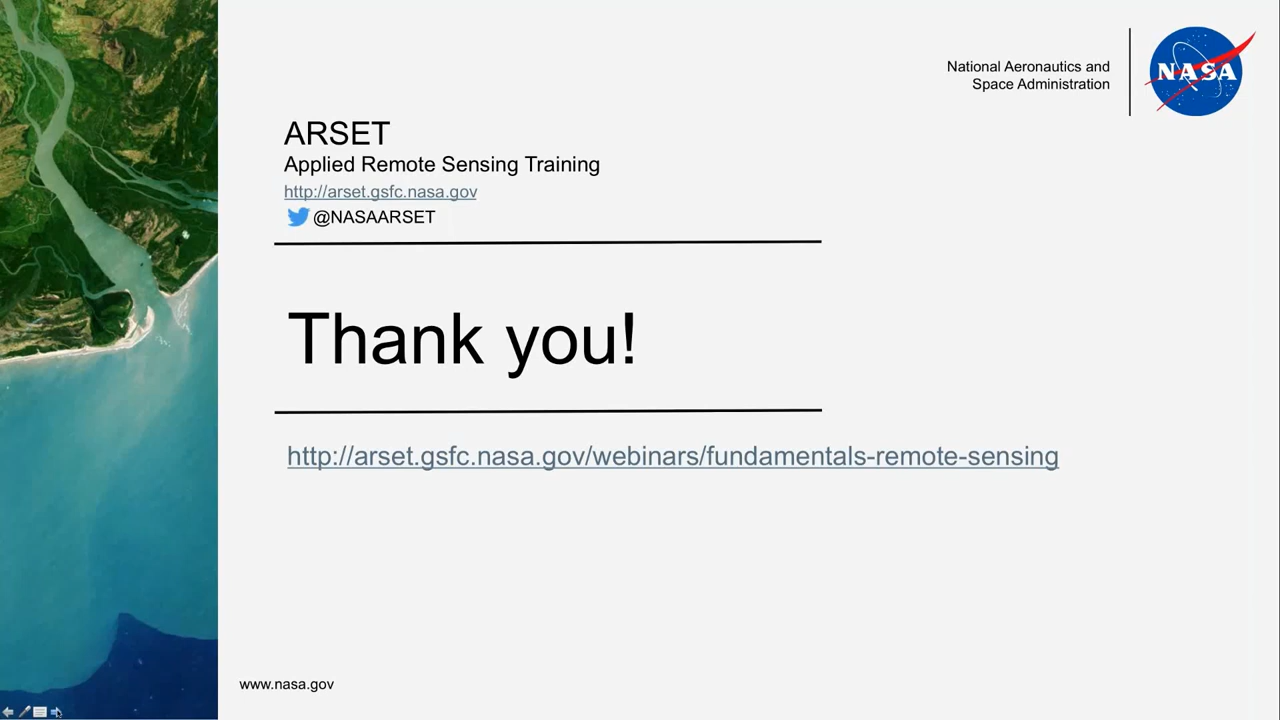 National Aeronautics and
Space Administration
NASA
ARSET
Applied Remote Sensing Training
http://arset.gsfc.nasa.gov
@NASAARSET
Thank you!
http://arset.gsfc.nasa.gov/webinars/fundamentals-remote-sensing
www.nasa.gov